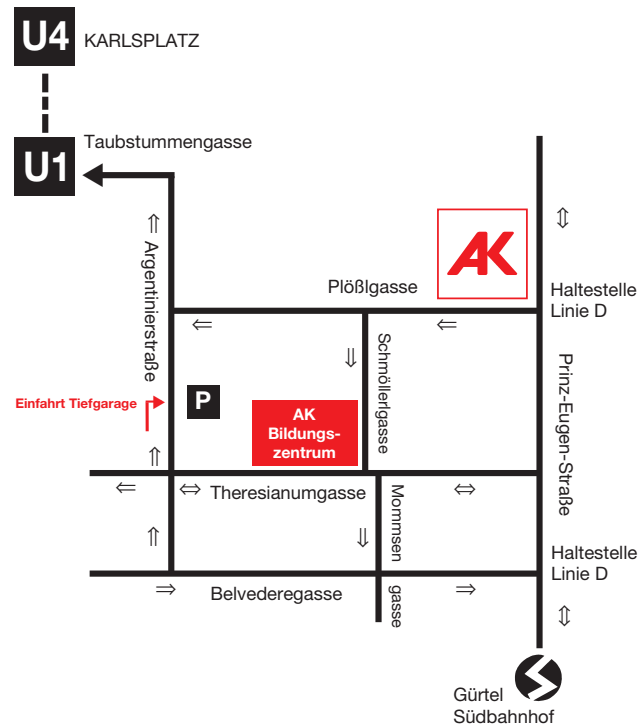 U4 KARLSPLATZ
Taubstummengasse
U1
Argentinierstraße
AK
Plößlgasse
Haltestelle
Linie D
Schmöllerlgasse
Prinz-Eugen-Straße
Einfahrt Tiefgarage
P
AK
Bildungs-
zentrum
Theresianumgasse
Mommsen
gasse
Haltestelle
Linie D
Belvederegasse
Gürtel
Südbahnhof